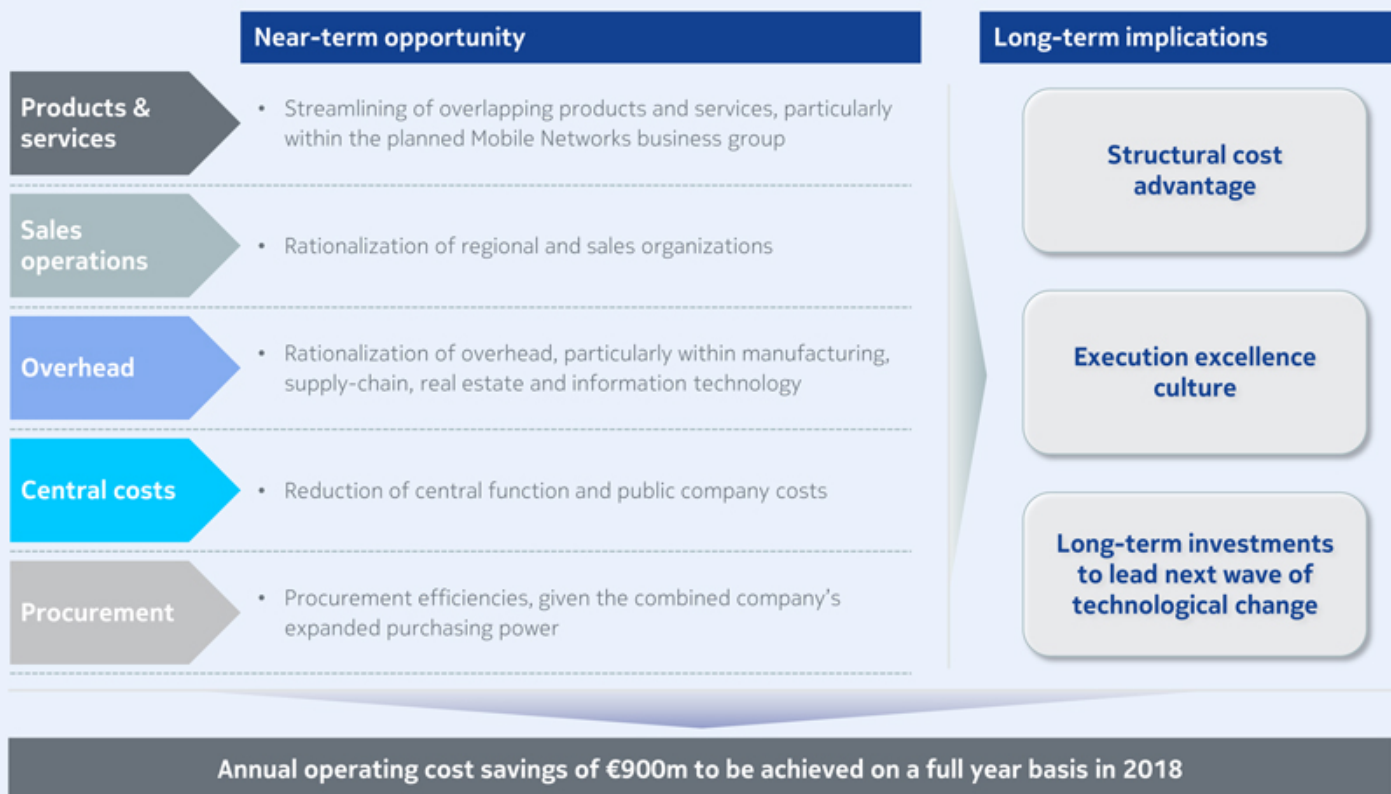 Near-term opportunity
Long-term implications
Products &
services
• Streamlining of overlapping products and services, particularly
within the planned Mobile Networks business group
Sales
operations
• Rationalization of regional and sales organizations
Overhead
• Rationalization of overhead, particularly within manufacturing,
supply-chain, real estate and information technology
Central costs
• Reduction of central function and public company costs
Procurement
• Procurement efficiencies, given the combined company's
expanded purchasing power
Structural cost
advantage
Execution excellence
culture
Long-term investments
to lead next wave of
technological change
Annual operating cost savings of €900m to be achieved on a full year basis in 2018